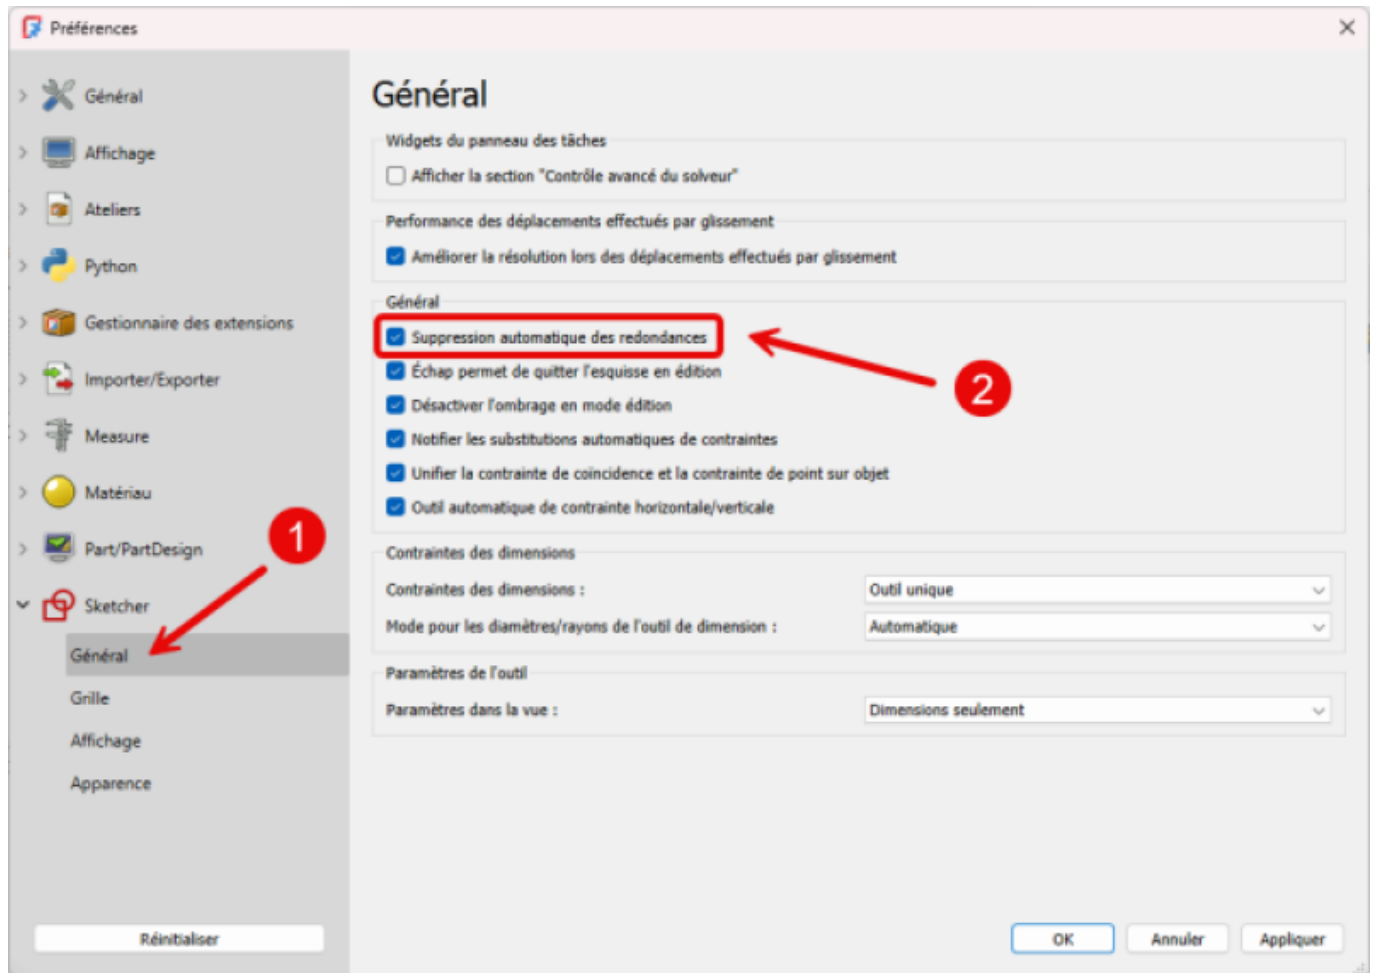 Préférences
Général
Affichage
Ateliers
Python
Gestionnaire des extensions
Importer/Exporter
Measure
Matériau
Part/PartDesign
1
Sketcher
Général
Grille
Affichage
Apparence
Réinitialiser
Général
Widgets du panneau des tâches
Afficher la section "Contrôle avancé du solveur"
Performance des déplacements effectués par glissement
Améliorer la résolution lors des déplacements effectués par glissement
Général
Suppression automatique des redondances
2
Échap permet de quitter l'esquisse en édition
Désactiver l'ombrage en mode édition
Notifier les substitutions automatiques de contraintes
Unifier la contrainte de coïncidence et la contrainte de point sur objet
Outil automatique de contrainte horizontale/verticale
Contraintes des dimensions
Contraintes des dimensions : Outil unique
Mode pour les diamètres/rayons de l'outil de dimension : Automatique
Paramètres de l'outil
Paramètres dans la vue : Dimensions seulement
OK Annuler Appliquer